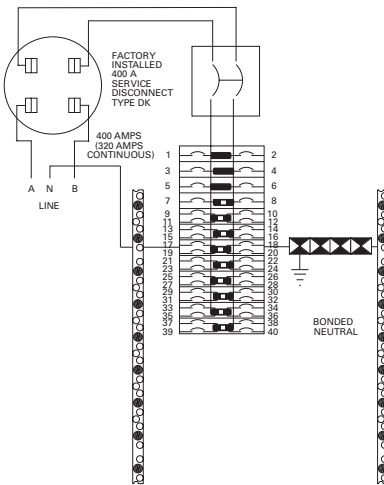 FACTORY
INSTALLED
400 A
SERVICE
DISCONNECT
TYPE DK
400 AMPS
(320 AMPS
CONTINUOUS)
A N B
LINE
1 2
3 4
5 6
7 8
9 10
11 12
13 14
15 16
17 18
19 20
21 22
23 24
25 26
27 28
29 30
31 32
33 34
35 36
37 38
39 40
BONDED
NEUTRAL